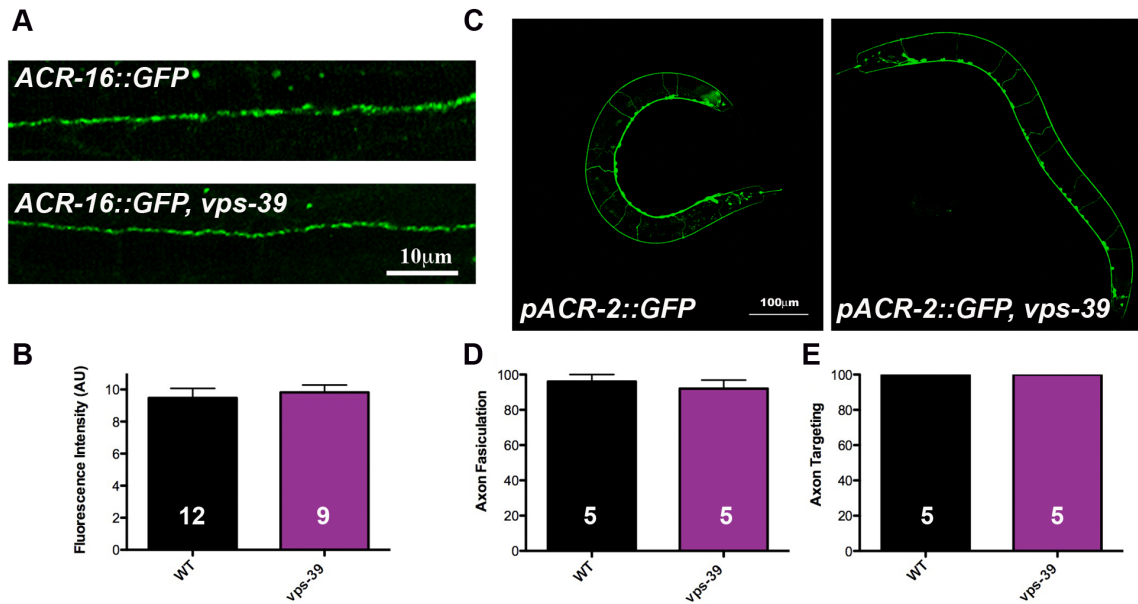 A
ACR-16::GFP
ACR-16::GFP, vps-39
10μm
C
pACR-2::GFP
100μm
pACR-2::GFP, vps-39
B
Fluorescence Intensity (AU)
10
8
6
4
2
0
12
9
WT
vps-39
D
Axon Fasiculation
100
80
60
40
20
0
5
5
WT
vps-39
E
Axon Targeting
100
80
60
40
20
0
5
5
WT
vps-39